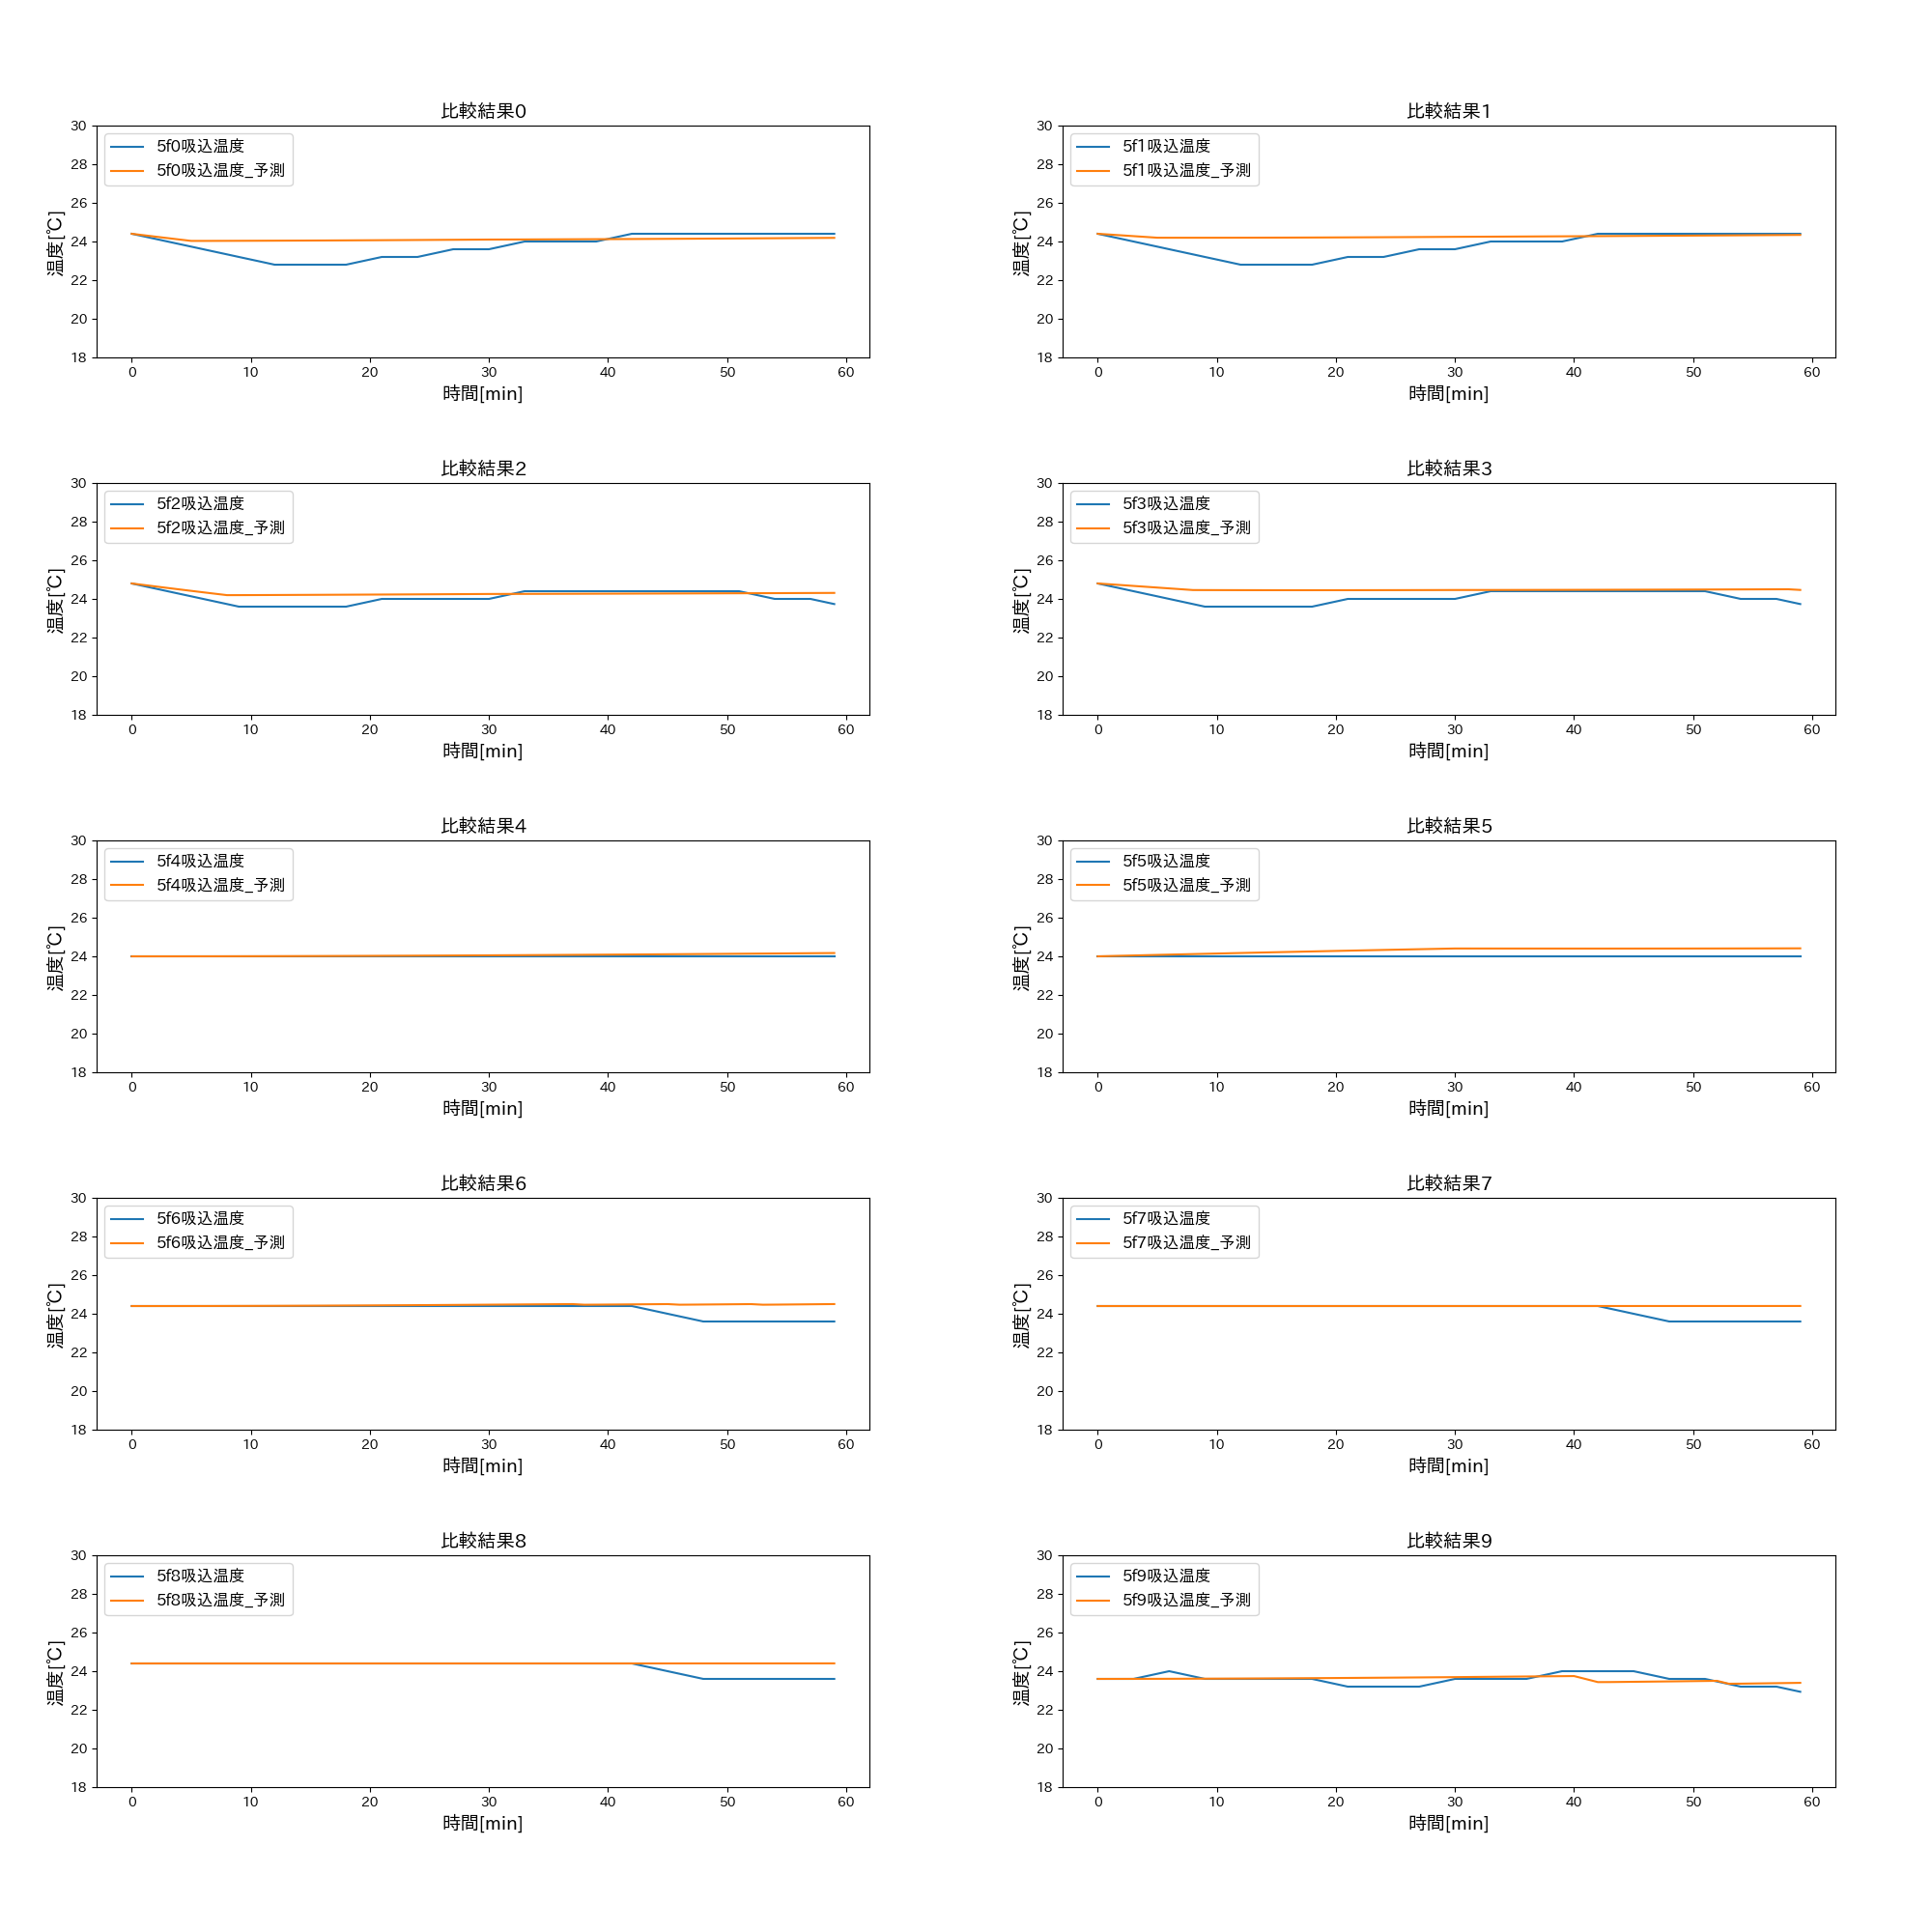 比較結果0
30
28
26
24
22
20
18
温度[℃]
5f0吸込温度
5f0吸込温度_予測
0 10 20 30 40 50 60
時間[min]
比較結果1
30
28
26
24
22
20
18
温度[℃]
5f1吸込温度
5f1吸込温度_予測
0 10 20 30 40 50 60
時間[min]
比較結果2
30
28
26
24
22
20
18
温度[℃]
5f2吸込温度
5f2吸込温度_予測
0 10 20 30 40 50 60
時間[min]
比較結果3
30
28
26
24
22
20
18
温度[℃]
5f3吸込温度
5f3吸込温度_予測
0 10 20 30 40 50 60
時間[min]
比較結果4
30
28
26
24
22
20
18
温度[℃]
5f4吸込温度
5f4吸込温度_予測
0 10 20 30 40 50 60
時間[min]
比較結果5
30
28
26
24
22
20
18
温度[℃]
5f5吸込温度
5f5吸込温度_予測
0 10 20 30 40 50 60
時間[min]
比較結果6
30
28
26
24
22
20
18
温度[℃]
5f6吸込温度
5f6吸込温度_予測
0 10 20 30 40 50 60
時間[min]
比較結果7
30
28
26
24
22
20
18
温度[℃]
5f7吸込温度
5f7吸込温度_予測
0 10 20 30 40 50 60
時間[min]
比較結果8
30
28
26
24
22
20
18
温度[℃]
5f8吸込温度
5f8吸込温度_予測
0 10 20 30 40 50 60
時間[min]
比較結果9
30
28
26
24
22
20
18
温度[℃]
5f9吸込温度
5f9吸込温度_予測
0 10 20 30 40 50 60
時間[min]